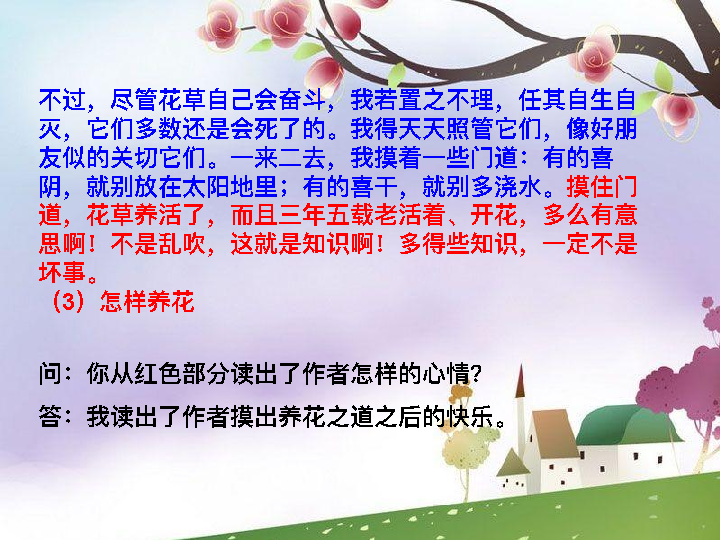 不过，尽管花草自己会奋斗，我若置之不理，任其自生自
灭，它们多数还是会死了的。我得天天照管它们，像好朋
友似的关切它们。一来二去，我摸着一些门道：有的喜
阴，就别放在太阳地里；有的喜干，就别多浇水。摸住门
道，花草养活了，而且三年五载老活着、开花，多么有意
思啊！不是乱吹，这就是知识啊！多得些知识，一定不是
坏事。
（3）怎样养花
问：你从红色部分读出了作者怎样的心情？
答：我读出了作者摸出养花之道之后的快乐。